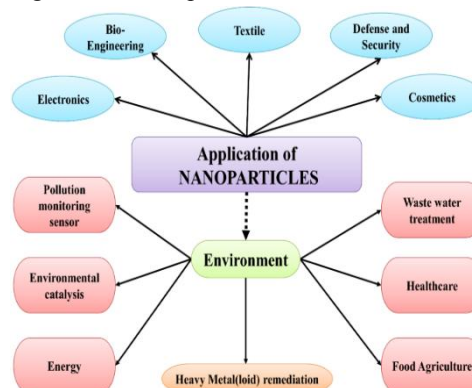 Bio-
Engineering
Textile
Defense and
Security
Electronics
Cosmetics
Application of
NANOPARTICLES
Pollution
monitoring
sensor
Waste water
treatment
Environment
Environmental
catalysis
Healthcare
Energy
Food Agriculture
Heavy Metal(loid) remediation